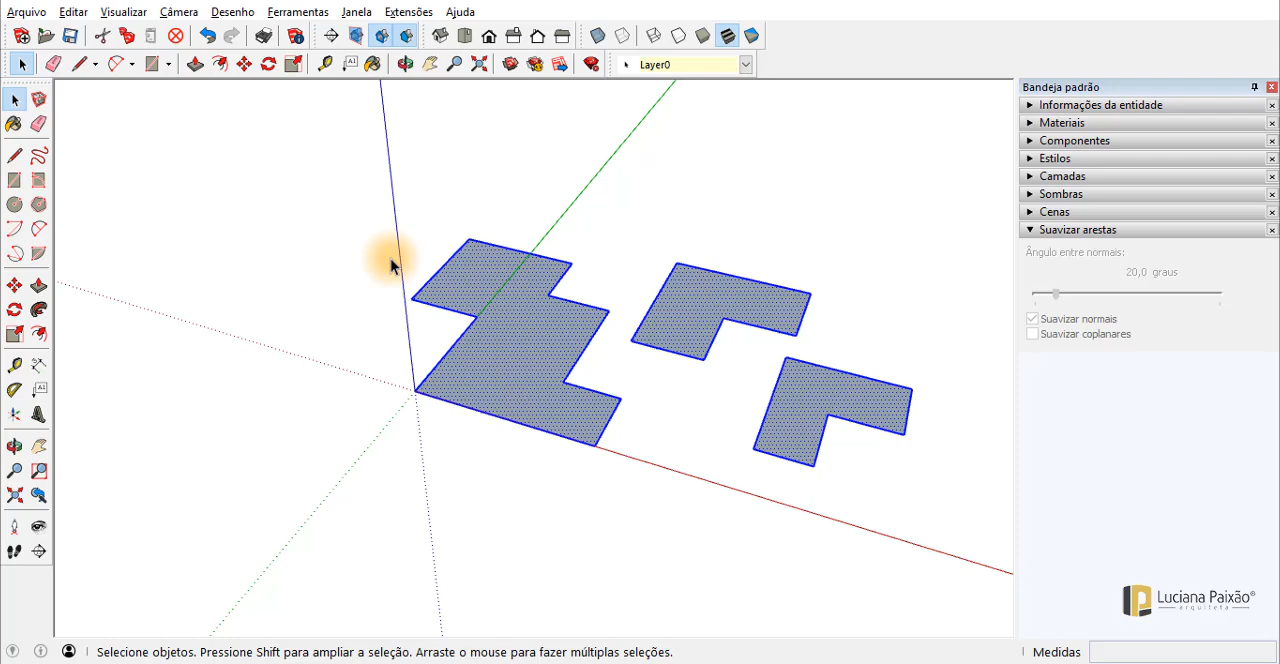 Arquivo Editar Visualizar Câmera Desenho Ferramentas Janela Extensões Ajuda
Layer0
Bandeja padrão
Informações da entidade
Materiais
Componentes
Estilos
Camadas
Sombras
Cenas
Suavizar arestas
Ângulo entre normais:
20,0 graus
Suavizar normais
Suavizar coplanares
Luciana Paixão®
arquiteta
Selecione objetos. Pressione Shift para ampliar a seleção. Arraste o mouse para fazer múltiplas seleções.
Medidas